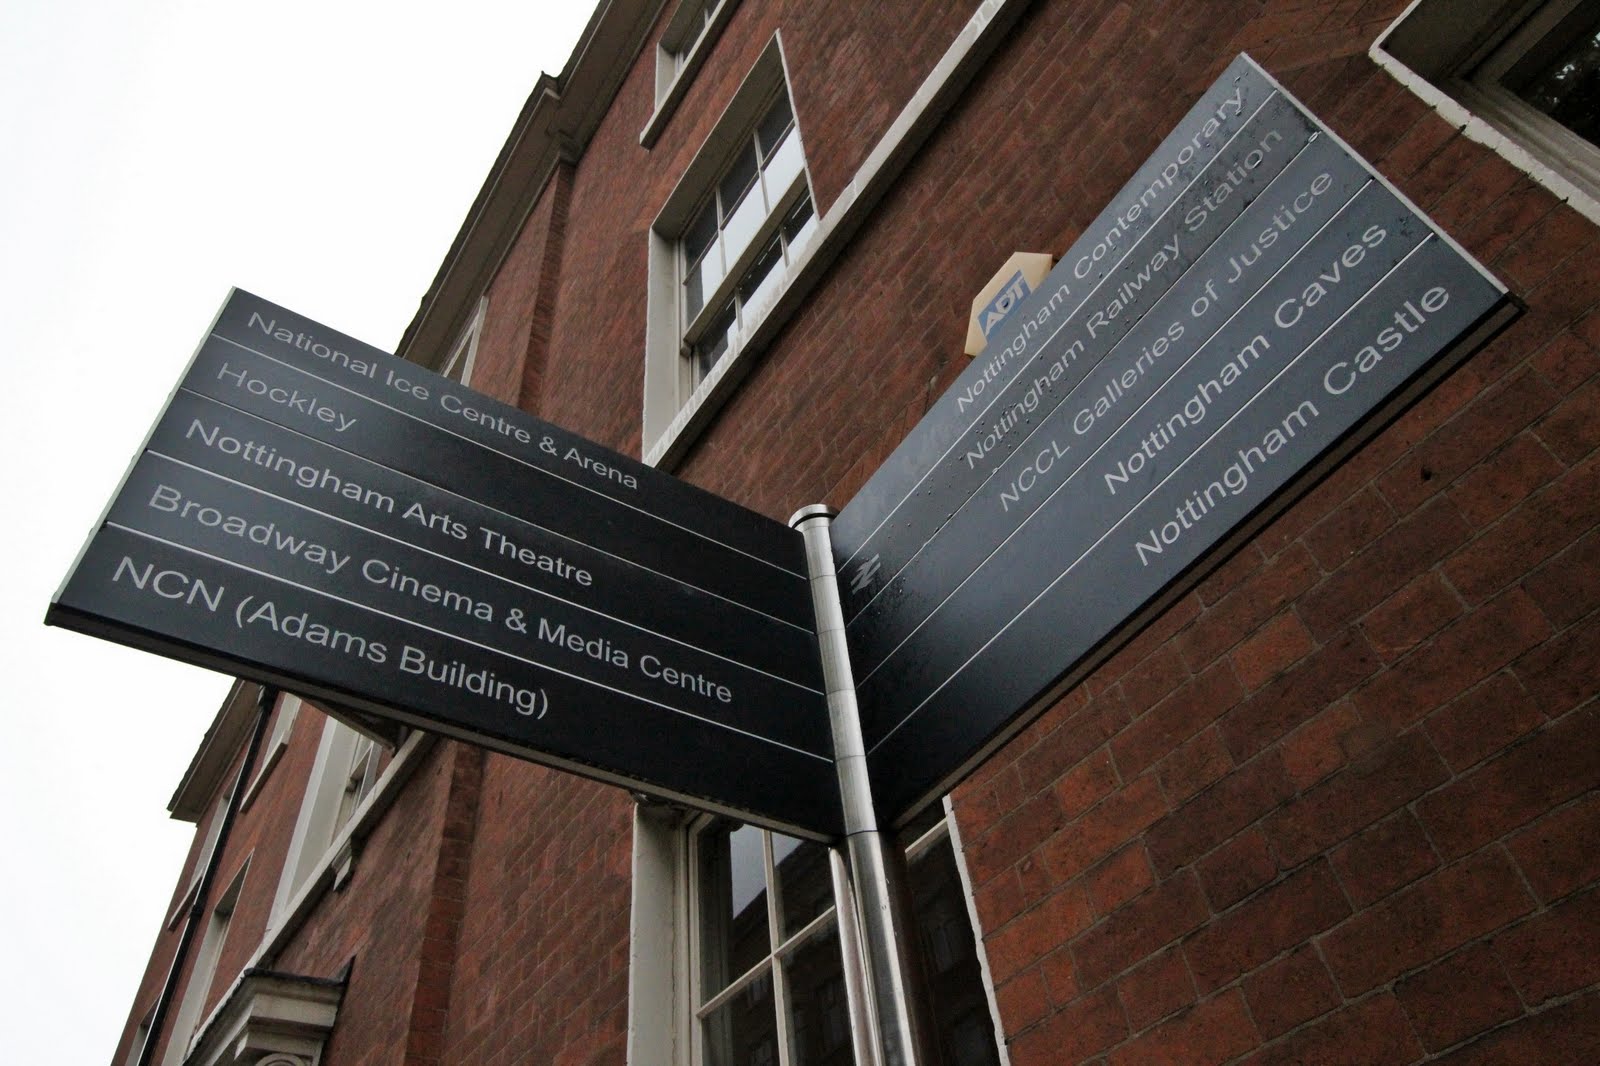 National Ice Centre & Arena
Hockley
Nottingham Arts Theatre
Broadway Cinema & Media Centre
NCN (Adams Building)
Nottingham Contemporary
Nottingham Railway Station
NCCL Galleries of Justice
Nottingham Caves
Nottingham Castle
ADT